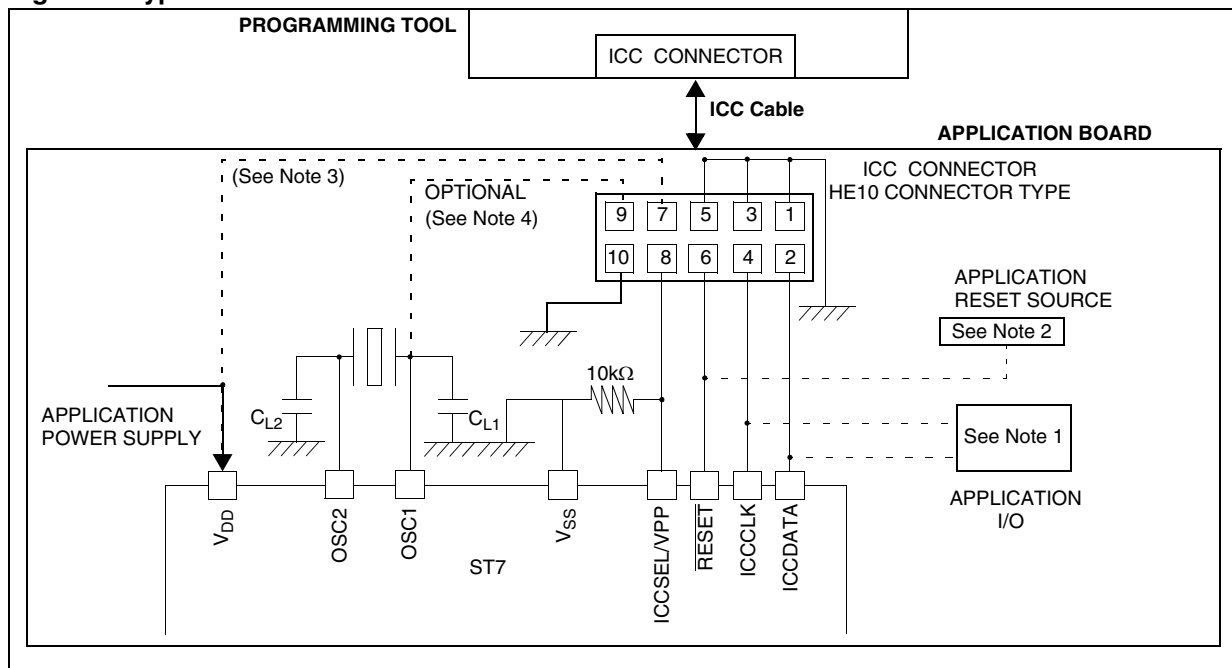 PROGRAMMING TOOL
ICC CONNECTOR
ICC Cable
APPLICATION BOARD
(See Note 3)
OPTIONAL
(See Note 4)
ICC CONNECTOR
HE10 CONNECTOR TYPE
9 7 5 3 1
10 8 6 4 2
APPLICATION
RESET SOURCE
See Note 2
10kΩ
APPLICATION
POWER SUPPLY
CL2
CL1
See Note 1
APPLICATION
I/O
VDD
OSC2
OSC1
VSS
ICCSEL/VPP
RESET
ICCCLK
ICCDATA
ST7